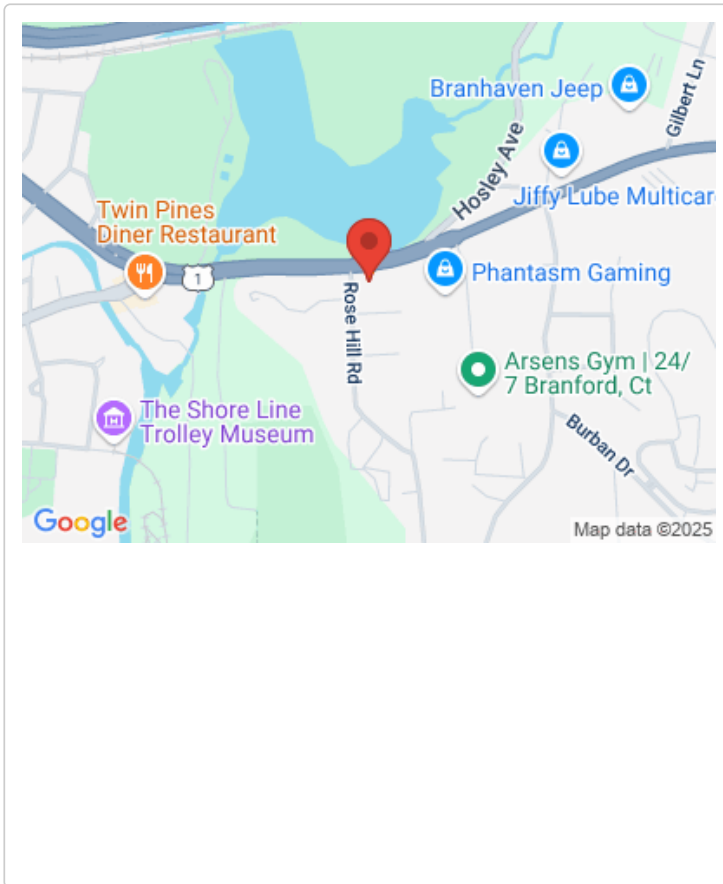 Branhaven Jeep
Gilbert Ln
Hosley Ave
Jiffy Lube Multicar
Twin Pines
Diner Restaurant
1
Phantasm Gaming
Rose Hill Rd
Arsens Gym | 24/
7 Branford, Ct
The Shore Line
Trolley Museum
Burban Dr
Google
Map data ©2025